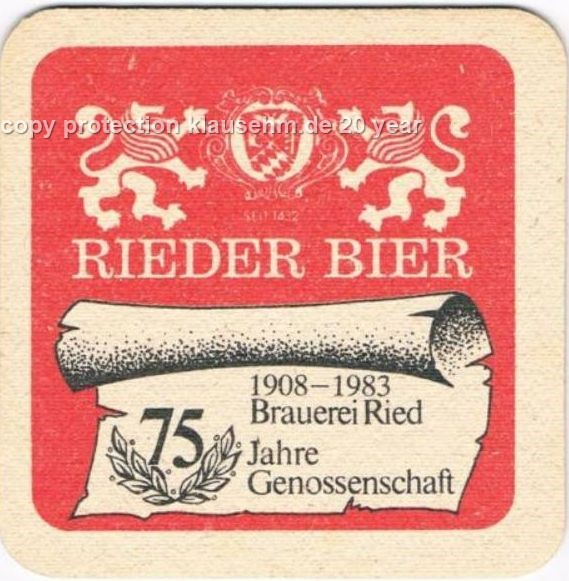 copy protection klausehm.de 20 year
SEIT 1432
RIEDER BIER
1908–1983
Brauerei Ried
75 Jahre
Genossenschaft